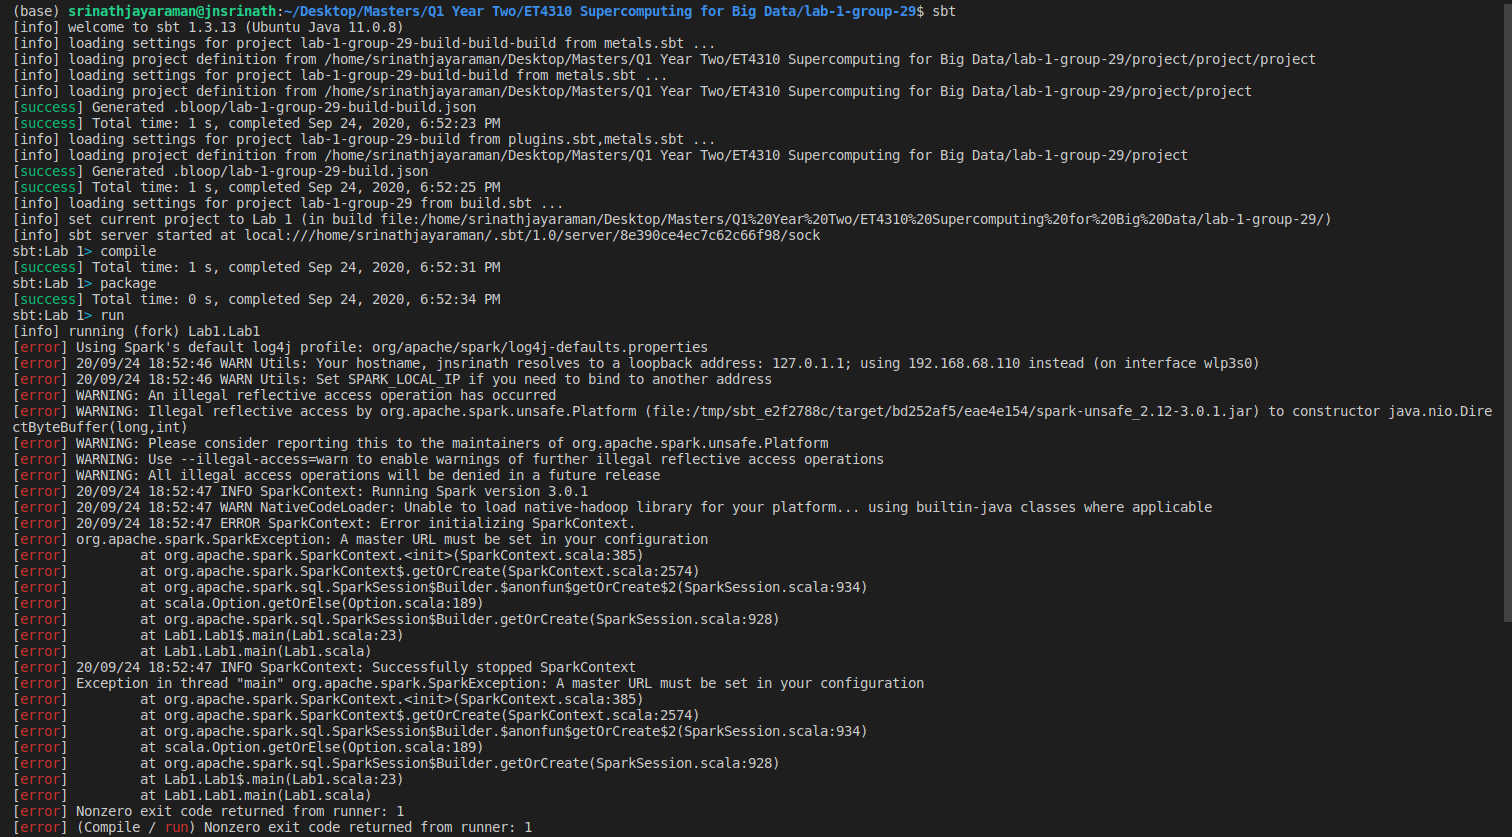 (base) srinathjayaraman@jnsrinath:~/Desktop/Masters/Q1 Year Two/ET4310 Supercomputing for Big Data/lab-1-group-29$ sbt
[info] welcome to sbt 1.3.13 (Ubuntu Java 11.0.8)
[info] loading settings for project lab-1-group-29-build-build-build from metals.sbt ...
[info] loading project definition from /home/srinathjayaraman/Desktop/Masters/Q1 Year Two/ET4310 Supercomputing for Big Data/lab-1-group-29/project/project/project
[info] loading settings for project lab-1-group-29-build-build from metals.sbt ...
[info] loading project definition from /home/srinathjayaraman/Desktop/Masters/Q1 Year Two/ET4310 Supercomputing for Big Data/lab-1-group-29/project/project
[success] Generated .bloop/lab-1-group-29-build-build.json
[success] Total time: 1 s, completed Sep 24, 2020, 6:52:23 PM
[info] loading settings for project lab-1-group-29-build from plugins.sbt,metals.sbt ...
[info] loading project definition from /home/srinathjayaraman/Desktop/Masters/Q1 Year Two/ET4310 Supercomputing for Big Data/lab-1-group-29/project
[success] Generated .bloop/lab-1-group-29-build.json
[success] Total time: 1 s, completed Sep 24, 2020, 6:52:25 PM
[info] loading settings for project lab-1-group-29 from build.sbt ...
[info] set current project to Lab 1 (in build file:/home/srinathjayaraman/Desktop/Masters/Q1%20Year%20Two/ET4310%20Supercomputing%20for%20Big%20Data/lab-1-group-29/)
[info] sbt server started at local:///home/srinathjayaraman/.sbt/1.0/server/8e390ce4ec7c62c66f98/sock
sbt:Lab 1> compile
[success] Total time: 1 s, completed Sep 24, 2020, 6:52:31 PM
sbt:Lab 1> package
[success] Total time: 0 s, completed Sep 24, 2020, 6:52:34 PM
sbt:Lab 1> run
[info] running (fork) Lab1.Lab1
[error] Using Spark's default log4j profile: org/apache/spark/log4j-defaults.properties
[error] 20/09/24 18:52:46 WARN Utils: Your hostname, jnsrinath resolves to a loopback address: 127.0.1.1; using 192.168.68.110 instead (on interface wlp3s0)
[error] 20/09/24 18:52:46 WARN Utils: Set SPARK_LOCAL_IP if you need to bind to another address
[error] WARNING: An illegal reflective access operation has occurred
[error] WARNING: Illegal reflective access by org.apache.spark.unsafe.Platform (file:/tmp/sbt_e2f2788c/target/bd252af5/eae4e154/spark-unsafe_2.12-3.0.1.jar) to constructor java.nio.Dire
ctByteBuffer(long,int)
[error] WARNING: Please consider reporting this to the maintainers of org.apache.spark.unsafe.Platform
[error] WARNING: Use --illegal-access=warn to enable warnings of further illegal reflective access operations
[error] WARNING: All illegal access operations will be denied in a future release
[error] 20/09/24 18:52:47 INFO SparkContext: Running Spark version 3.0.1
[error] 20/09/24 18:52:47 WARN NativeCodeLoader: Unable to load native-hadoop library for your platform... using builtin-java classes where applicable
[error] 20/09/24 18:52:47 ERROR SparkContext: Error initializing SparkContext.
[error] org.apache.spark.SparkException: A master URL must be set in your configuration
[error]         at org.apache.spark.SparkContext.<init>(SparkContext.scala:385)
[error]         at org.apache.spark.SparkContext$.getOrCreate(SparkContext.scala:2574)
[error]         at org.apache.spark.sql.SparkSession$Builder.$anonfun$getOrCreate$2(SparkSession.scala:934)
[error]         at scala.Option.getOrElse(Option.scala:189)
[error]         at org.apache.spark.sql.SparkSession$Builder.getOrCreate(SparkSession.scala:928)
[error]         at Lab1.Lab1$.main(Lab1.scala:23)
[error]         at Lab1.Lab1.main(Lab1.scala)
[error] 20/09/24 18:52:47 INFO SparkContext: Successfully stopped SparkContext
[error] Exception in thread "main" org.apache.spark.SparkException: A master URL must be set in your configuration
[error]         at org.apache.spark.SparkContext.<init>(SparkContext.scala:385)
[error]         at org.apache.spark.SparkContext$.getOrCreate(SparkContext.scala:2574)
[error]         at org.apache.spark.sql.SparkSession$Builder.$anonfun$getOrCreate$2(SparkSession.scala:934)
[error]         at scala.Option.getOrElse(Option.scala:189)
[error]         at org.apache.spark.sql.SparkSession$Builder.getOrCreate(SparkSession.scala:928)
[error]         at Lab1.Lab1$.main(Lab1.scala:23)
[error]         at Lab1.Lab1.main(Lab1.scala)
[error] Nonzero exit code returned from runner: 1
[error] (Compile / run) Nonzero exit code returned from runner: 1